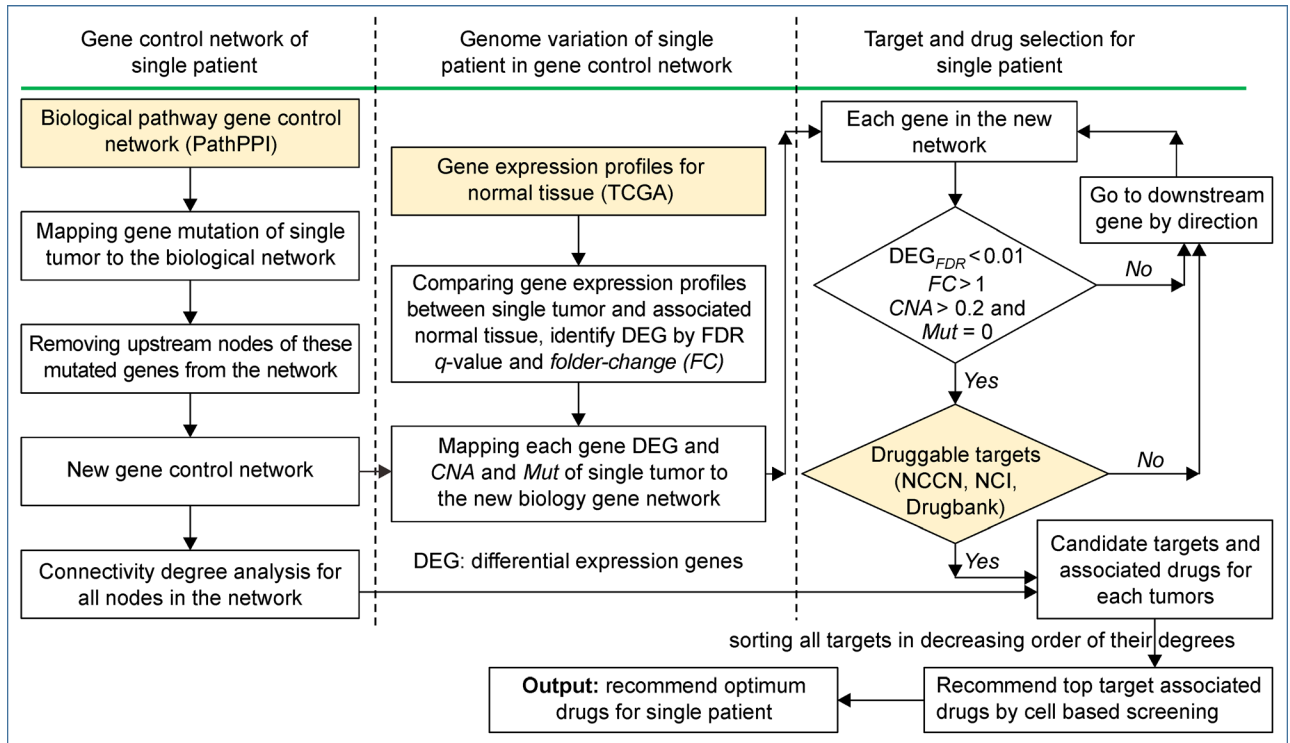 Gene control network of
single patient
Genome variation of single
patient in gene control network
Target and drug selection for
single patient
Biological pathway gene control
network (PathPPI)
Mapping gene mutation of single
tumor to the biological network
Removing upstream nodes of these
mutated genes from the network
New gene control network
Connectivity degree analysis for
all nodes in the network
Gene expression profiles for
normal tissue (TCGA)
Comparing gene expression profiles
between single tumor and associated
normal tissue, identify DEG by FDR
q-value and folder-change (FC)
Mapping each gene DEG and
CNA and Mut of single tumor to
the new biology gene network
DEG: differential expression genes
Each gene in the new
network
Go to downstream
gene by direction
DEG_FDR < 0.01
FC > 1
CNA > 0.2 and
Mut = 0
No
Yes
Druggable targets
(NCCN, NCI,
Drugbank)
No
Yes
Candidate targets and
associated drugs for
each tumors
sorting all targets in decreasing order of their degrees
Recommend top target associated
drugs by cell based screening
Output: recommend optimum
drugs for single patient